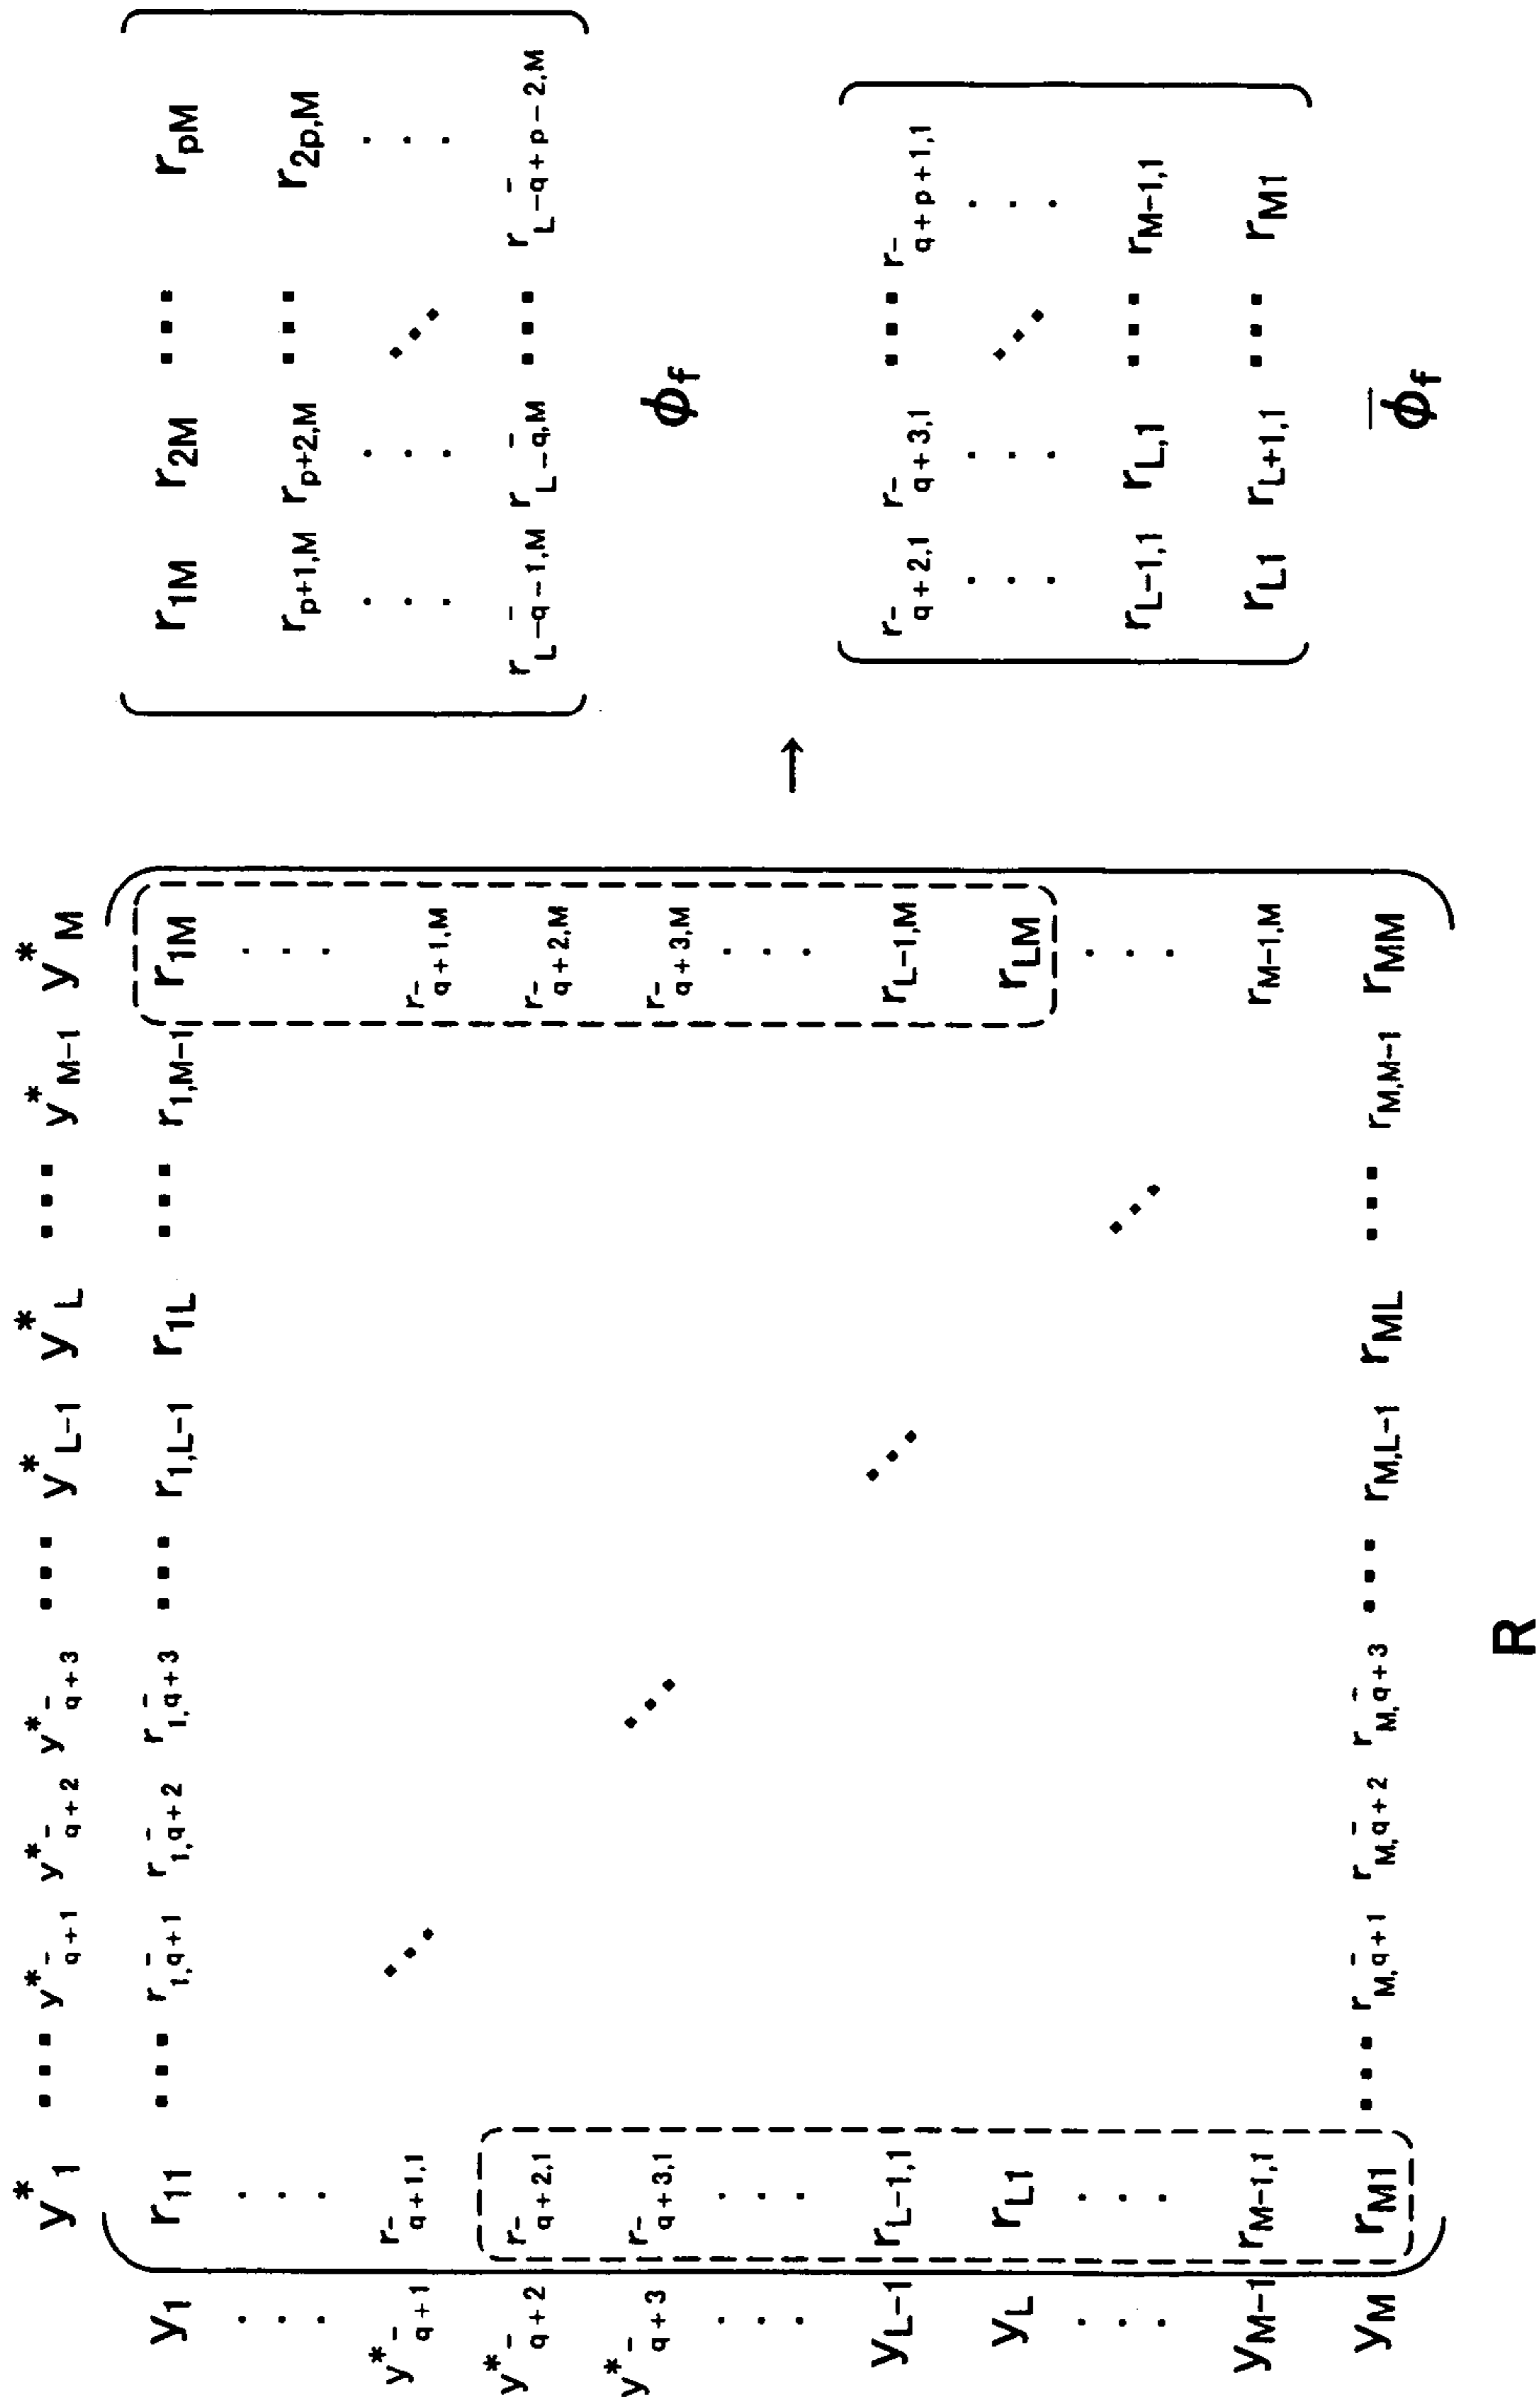 y*1 ... y*q̄+1 y*q̄+2 y*q̄+3 ... y*L-1 y*L ... y*M-1 y*M
y1 r11 ... r1,q̄+1 r1,q̄+2 r1,q̄+3 ... r1,L-1 r1L ... r1,M-1 r1M
y*q̄+1 rq̄+1,1 rq̄+1,M
y*q̄+2 rq̄+2,1 rq̄+2,M
y*q̄+3 rq̄+3,1 rq̄+3,M
yL-1 rL-1,1 rL-1,M
yL rL1 rLM
yM-1 rM-1,1 rM-1,M
yM rM1 ... rM,q̄+1 rM,q̄+2 rM,q̄+3 ... rM,L-1 rML ... rM,M-1 rMM
R
→
r1M r2M ... rpM
rp+1,M rp+2,M ... r2p,M
rL-q̄-1,M rL-q̄,M ... rL-q̄+p-2,M
ϕf
rq̄+2,1 rq̄+3,1 ... rq̄+p+1,1
rL-1,1 rL,1 ... rM-1,1
rL1 rL+1,1 ... rM1
ϕ̄f